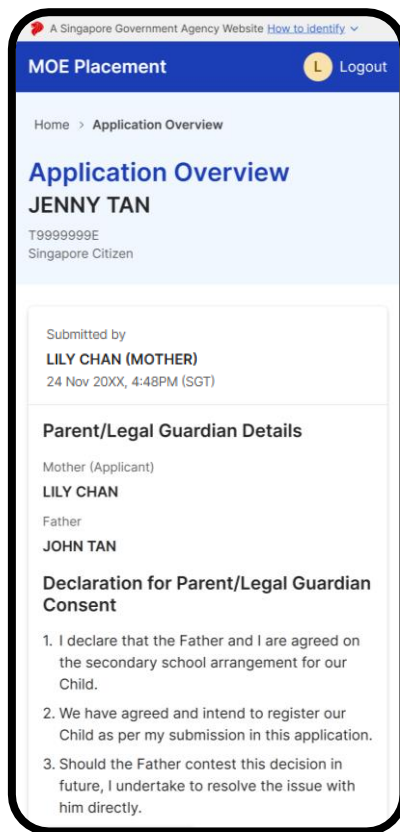 A Singapore Government Agency Website How to identify
MOE Placement
L Logout
Home > Application Overview
Application Overview
JENNY TAN
T9999999E
Singapore Citizen
Submitted by
LILY CHAN (MOTHER)
24 Nov 20XX, 4:48PM (SGT)
Parent/Legal Guardian Details
Mother (Applicant)
LILY CHAN
Father
JOHN TAN
Declaration for Parent/Legal Guardian
Consent
1. I declare that the Father and I are agreed on
the secondary school arrangement for our
Child.
2. We have agreed and intend to register our
Child as per my submission in this application.
3. Should the Father contest this decision in
future, I undertake to resolve the issue with
him directly.